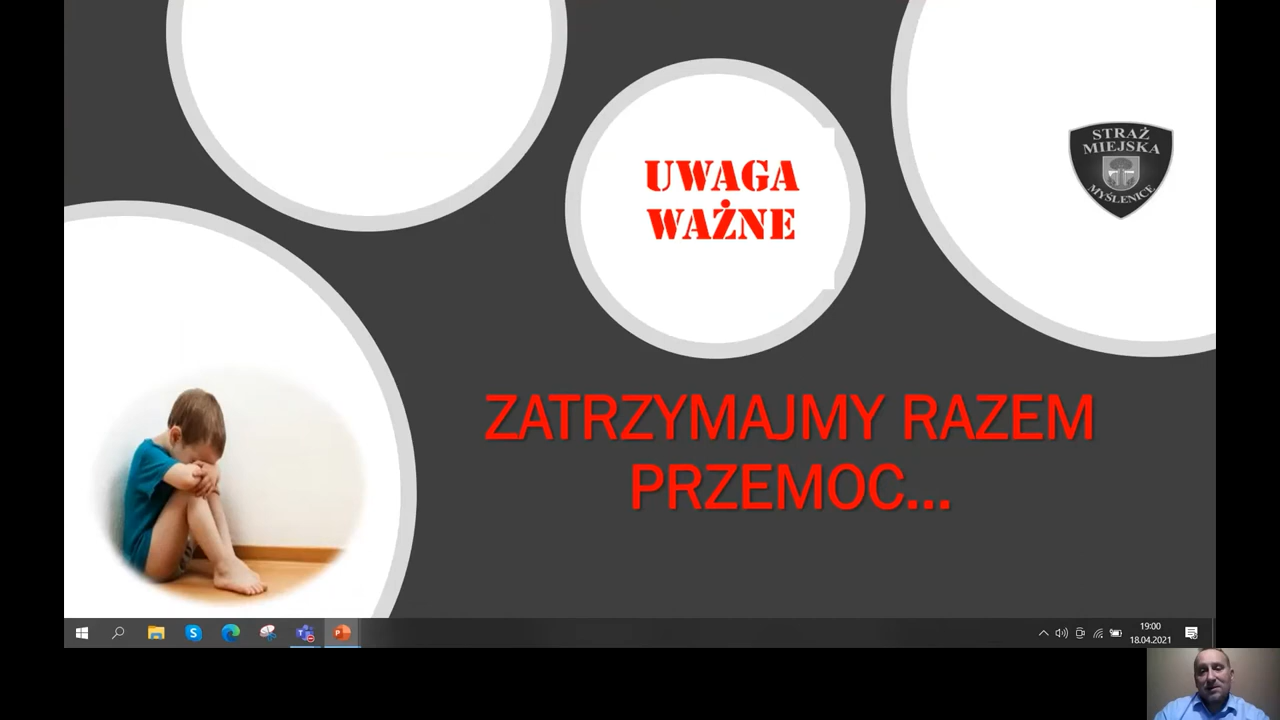 UWAGA
WAŻNE
STRAŻ
MIEJSKA
MYŚLENICE
ZATRZYMAJMY RAZEM
PRZEMOC...
19:00
18.04.2021